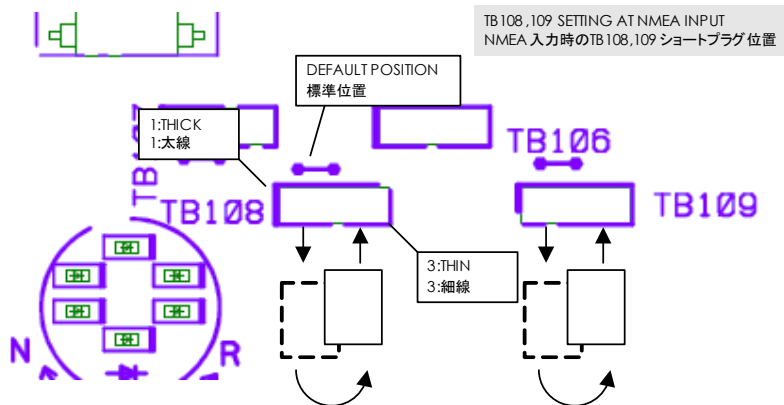 TB108,109 SETTING AT NMEA INPUT
NMEA 入力時のTB108,109 ショートプラグ位置
DEFAULT POSITION
標準位置
1:THICK
1:太線
TB106
TB108
TB109
3:THIN
3:細線
N
R